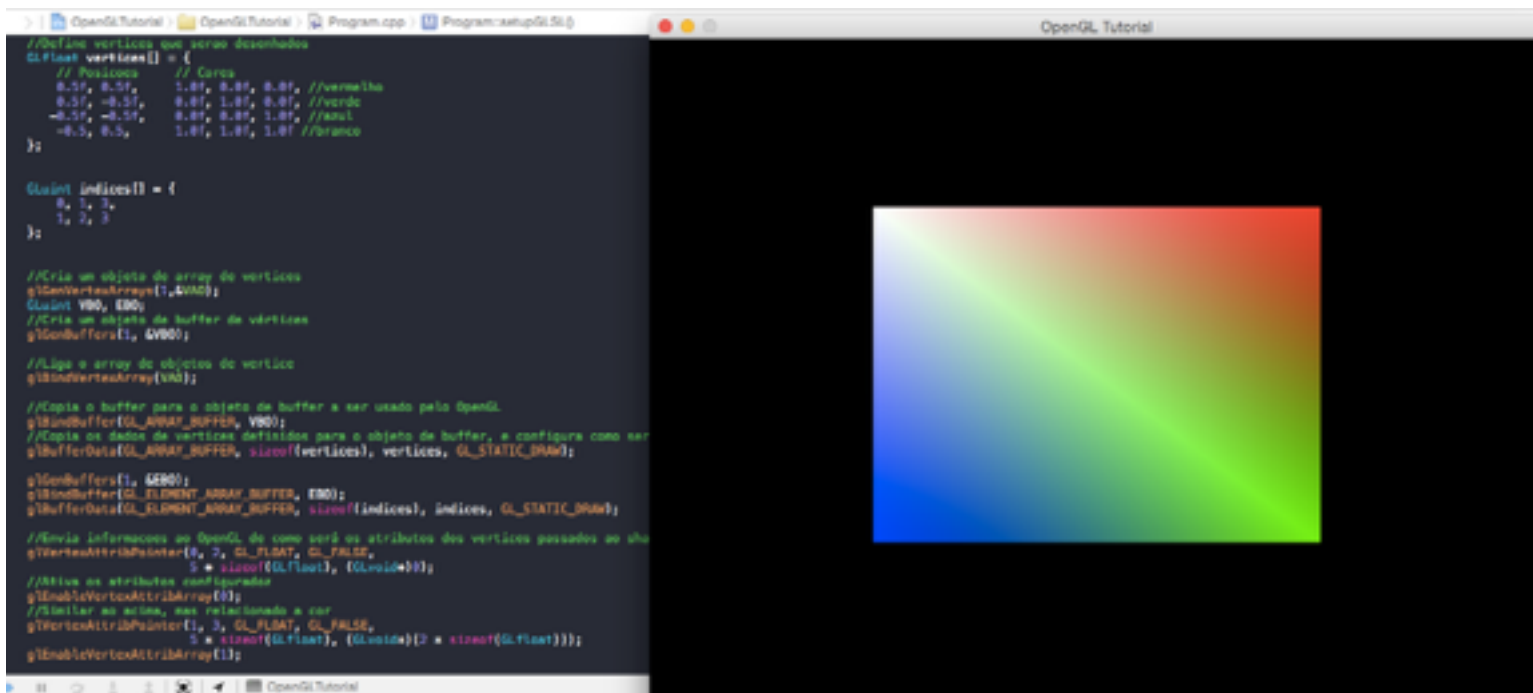 OpenGLTutorial › OpenGLTutorial › Program.cpp › Program::setupGLSL()
OpenGL Tutorial
//Define vertices que serao desenhados
GLfloat vertices[] = {
// Posicoes // Cores
0.5f, 0.5f, 1.0f, 0.0f, 0.0f, //vermelho
0.5f, -0.5f, 0.0f, 1.0f, 0.0f, //verde
-0.5f, -0.5f, 0.0f, 0.0f, 1.0f, //azul
-0.5, 0.5, 1.0f, 1.0f, 1.0f //branco
};
GLuint indices[] = {
0, 1, 3,
1, 2, 3
};
//Cria um objeto de array de vertices
glGenVertexArrays(1,&VAO);
GLuint VBO, EBO;
//Cria um objeto de buffer de vértices
glGenBuffers(1, &VBO);
//Liga o array de objetos de vertice
glBindVertexArray(VAO);
//Copia o buffer para o objeto de buffer a ser usado pelo OpenGL
glBindBuffer(GL_ARRAY_BUFFER, VBO);
//Copia os dados de vertices definidos para o objeto de buffer, e configura como ser
glBufferData(GL_ARRAY_BUFFER, sizeof(vertices), vertices, GL_STATIC_DRAW);
glGenBuffers(1, &EBO);
glBindBuffer(GL_ELEMENT_ARRAY_BUFFER, EBO);
glBufferData(GL_ELEMENT_ARRAY_BUFFER, sizeof(indices), indices, GL_STATIC_DRAW);
//Envia informacoes ao OpenGL de como será os atributos dos vertices passados ao sha
glVertexAttribPointer(0, 2, GL_FLOAT, GL_FALSE,
5 * sizeof(GLfloat), (GLvoid*)0);
//Ativa os atributos configurados
glEnableVertexAttribArray(0);
//Similar ao acima, mas relacionado a cor
glVertexAttribPointer(1, 3, GL_FLOAT, GL_FALSE,
5 * sizeof(GLfloat), (GLvoid*)(2 * sizeof(GLfloat)));
glEnableVertexAttribArray(1);
OpenGLTutorial